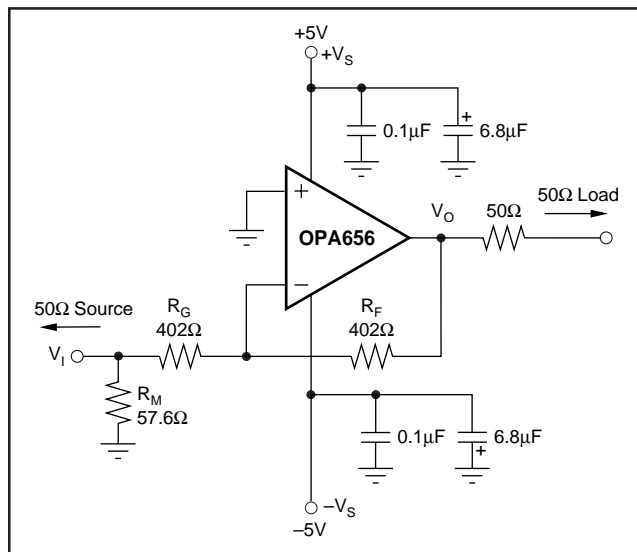 +5V
+V_S
+
0.1µF
6.8µF
+
OPA656
−
V_O
50Ω
50Ω Load
50Ω Source
R_G
402Ω
R_F
402Ω
V_I
R_M
57.6Ω
0.1µF
6.8µF
+
−V_S
−5V